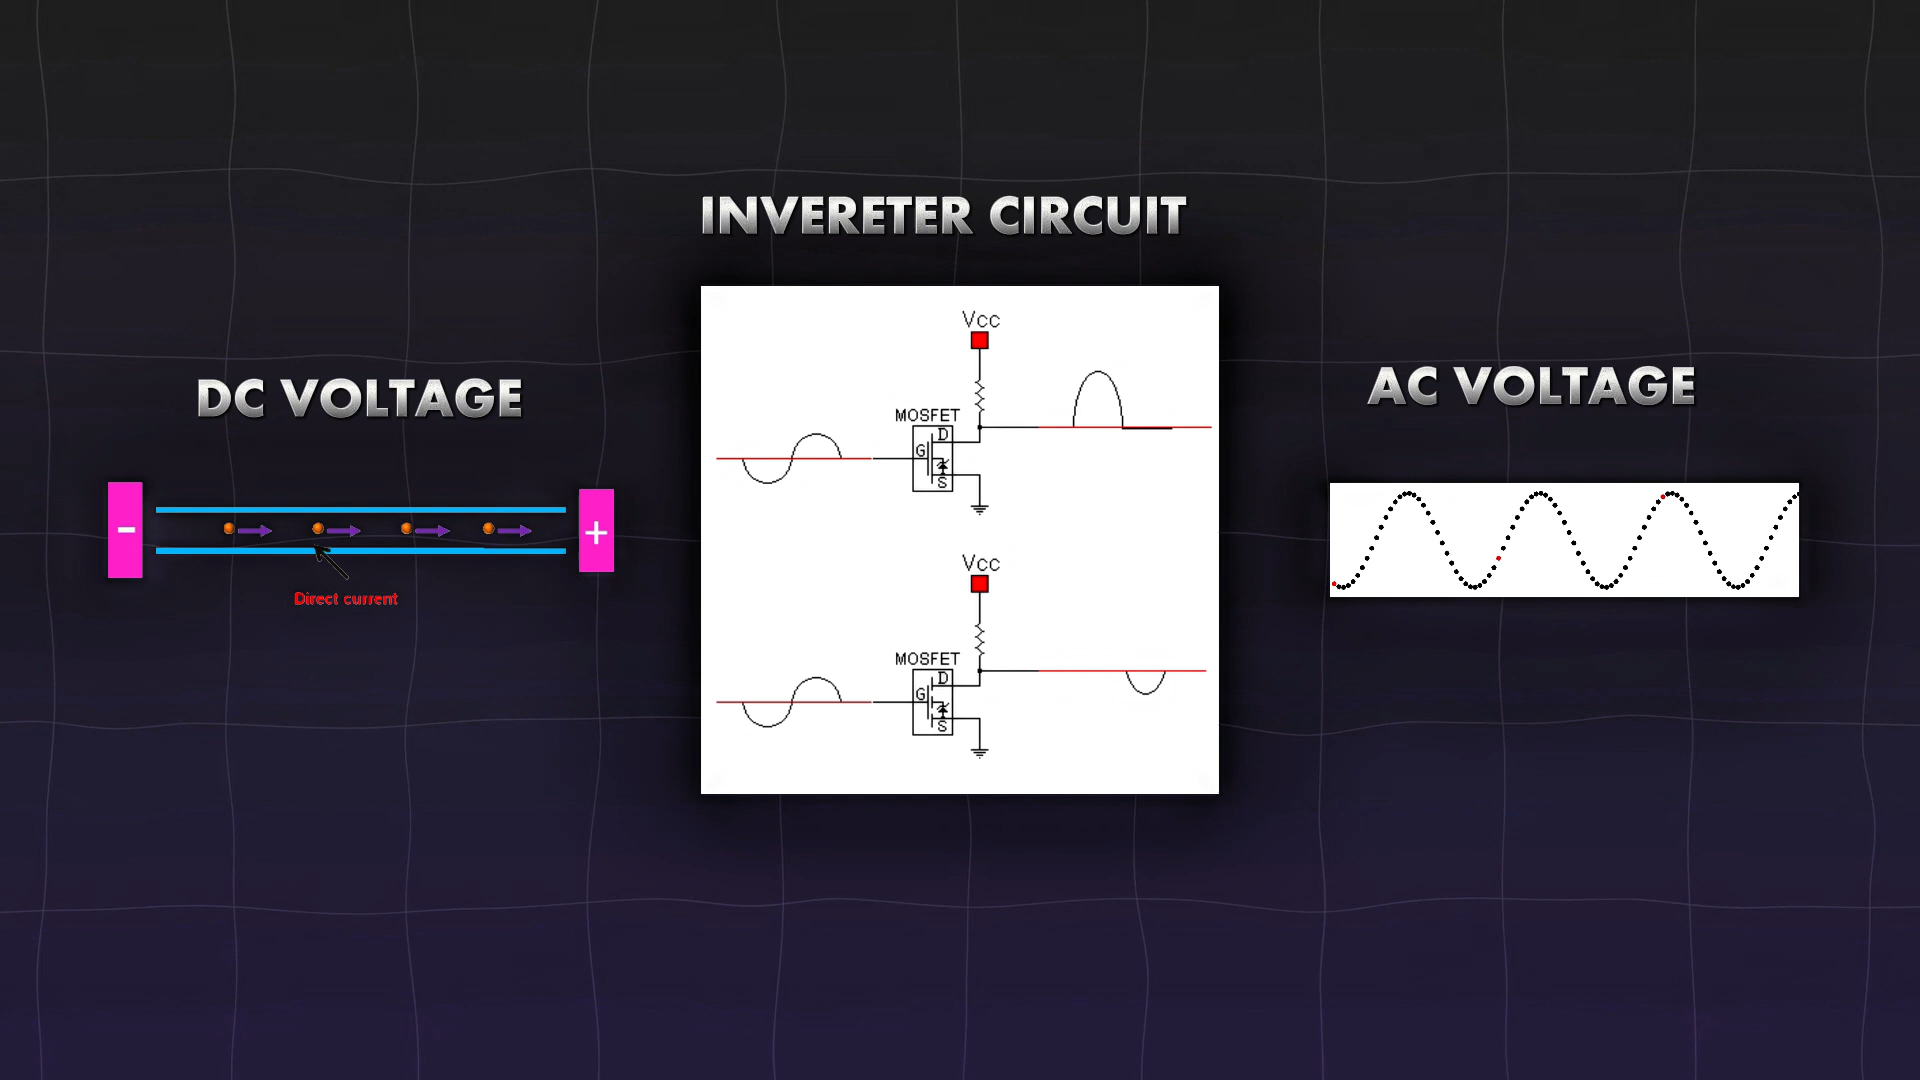 INVERETER CIRCUIT
DC VOLTAGE
-
+
Direct current
Vcc
MOSFET
D
G
S
Vcc
MOSFET
D
G
S
AC VOLTAGE